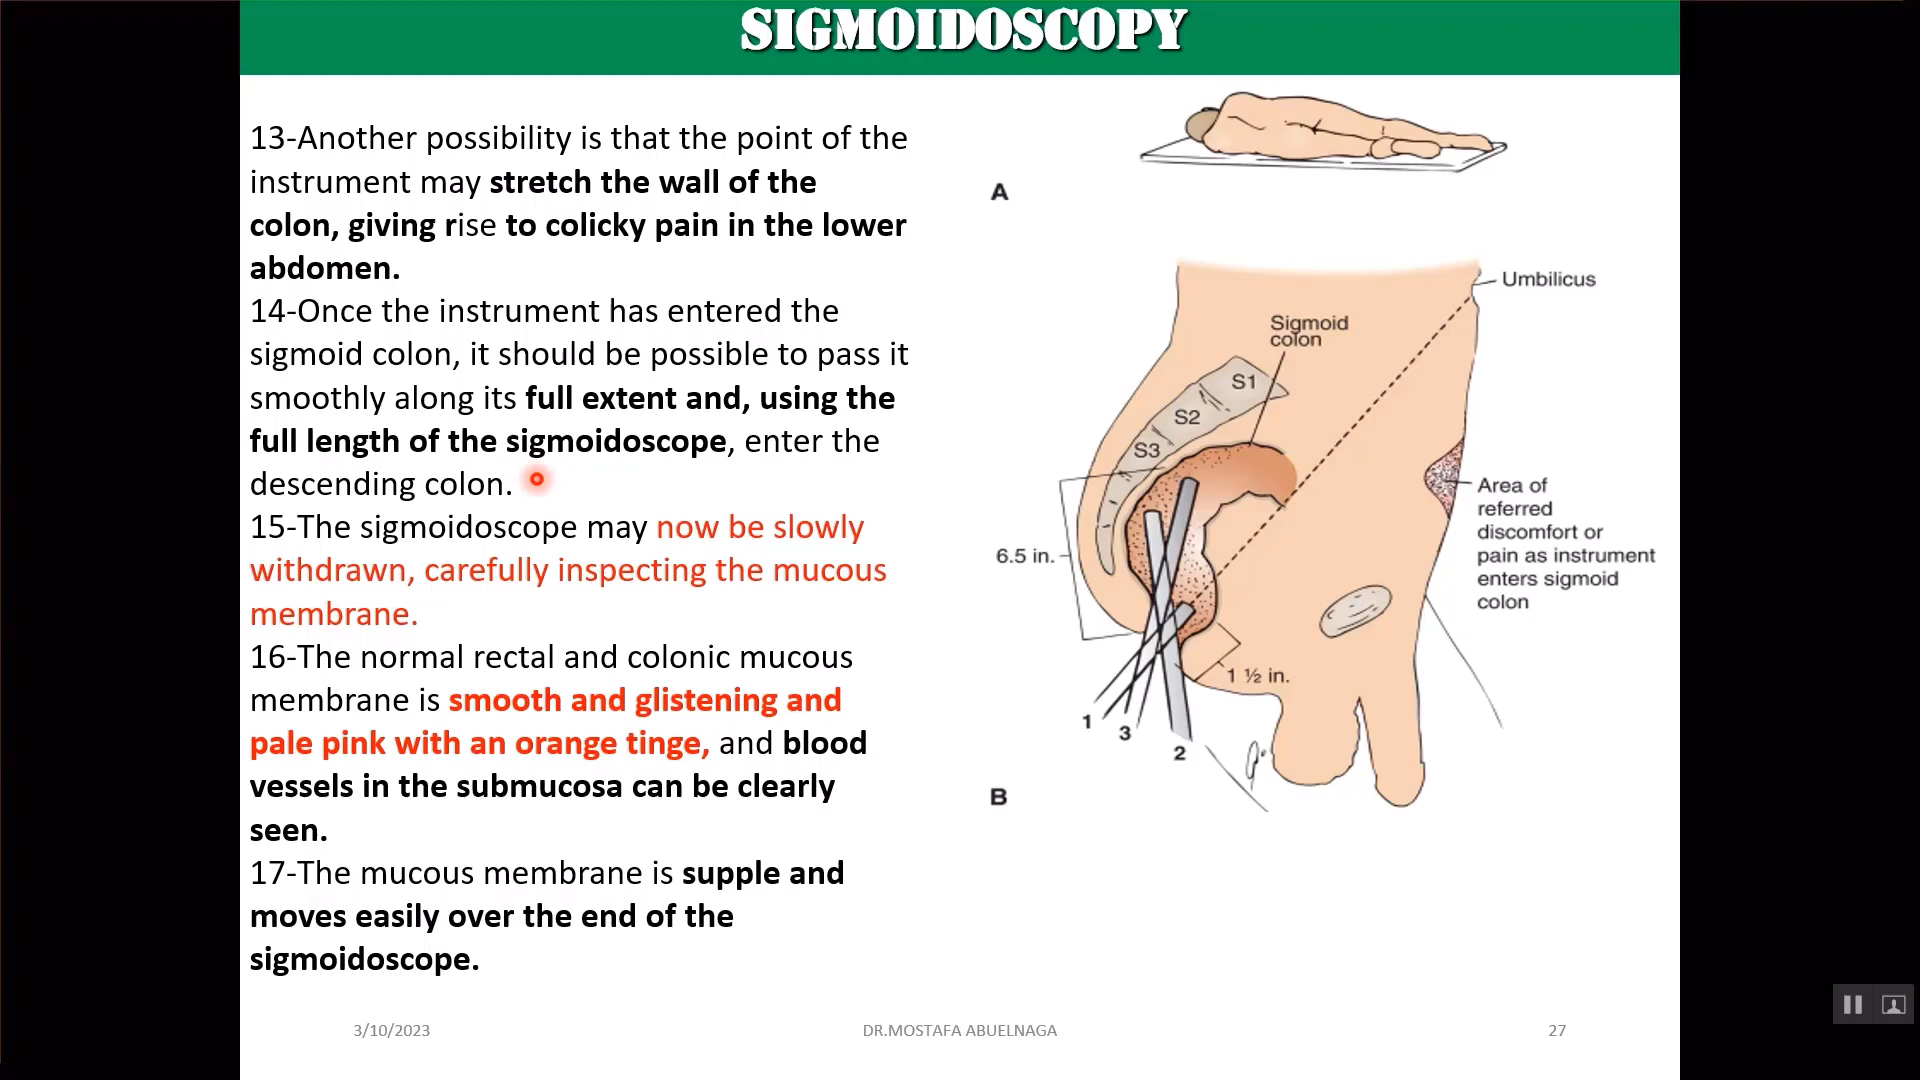 SIGMOIDOSCOPY
13-Another possibility is that the point of the
instrument may stretch the wall of the
colon, giving rise to colicky pain in the lower
abdomen.
14-Once the instrument has entered the
sigmoid colon, it should be possible to pass it
smoothly along its full extent and, using the
full length of the sigmoidoscope, enter the
descending colon.
15-The sigmoidoscope may now be slowly
withdrawn, carefully inspecting the mucous
membrane.
16-The normal rectal and colonic mucous
membrane is smooth and glistening and
pale pink with an orange tinge, and blood
vessels in the submucosa can be clearly
seen.
17-The mucous membrane is supple and
moves easily over the end of the
sigmoidoscope.
A
Umbilicus
Sigmoid
colon
S1
S2
S3
6.5 in.
Area of
referred
discomfort or
pain as instrument
enters sigmoid
colon
1 ½ in.
1
3
2
B
3/10/2023
DR.MOSTAFA ABUELNAGA
27